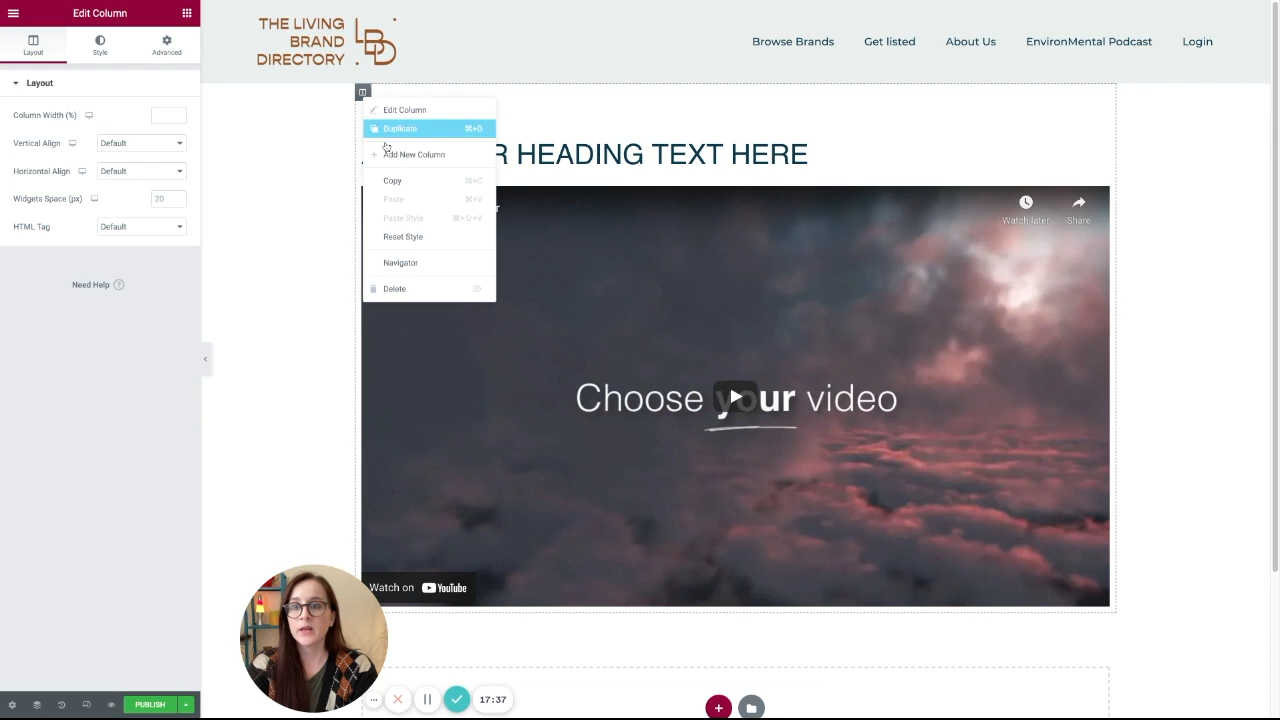 Edit Column
THE LIVING
BRAND
DIRECTORY
LBD
Browse Brands
Get listed
About Us
EnvironMental Podcast
Login
Layout
Style
Advanced
Layout
Column Width (%)
Vertical Align
Default
Horizontal Align
Default
Widgets Space (px)
20
HTML Tag
Default
Need Help ?
Edit Column
Duplicate ⌘+D
Add New Column
Copy ⌘+C
Paste ⌘+V
Paste Style ⌘+⇧+V
Reset Style
Navigator
Delete
R HEADING TEXT HERE
Watch later
Share
Choose your video
Watch on YouTube
PUBLISH
17:37